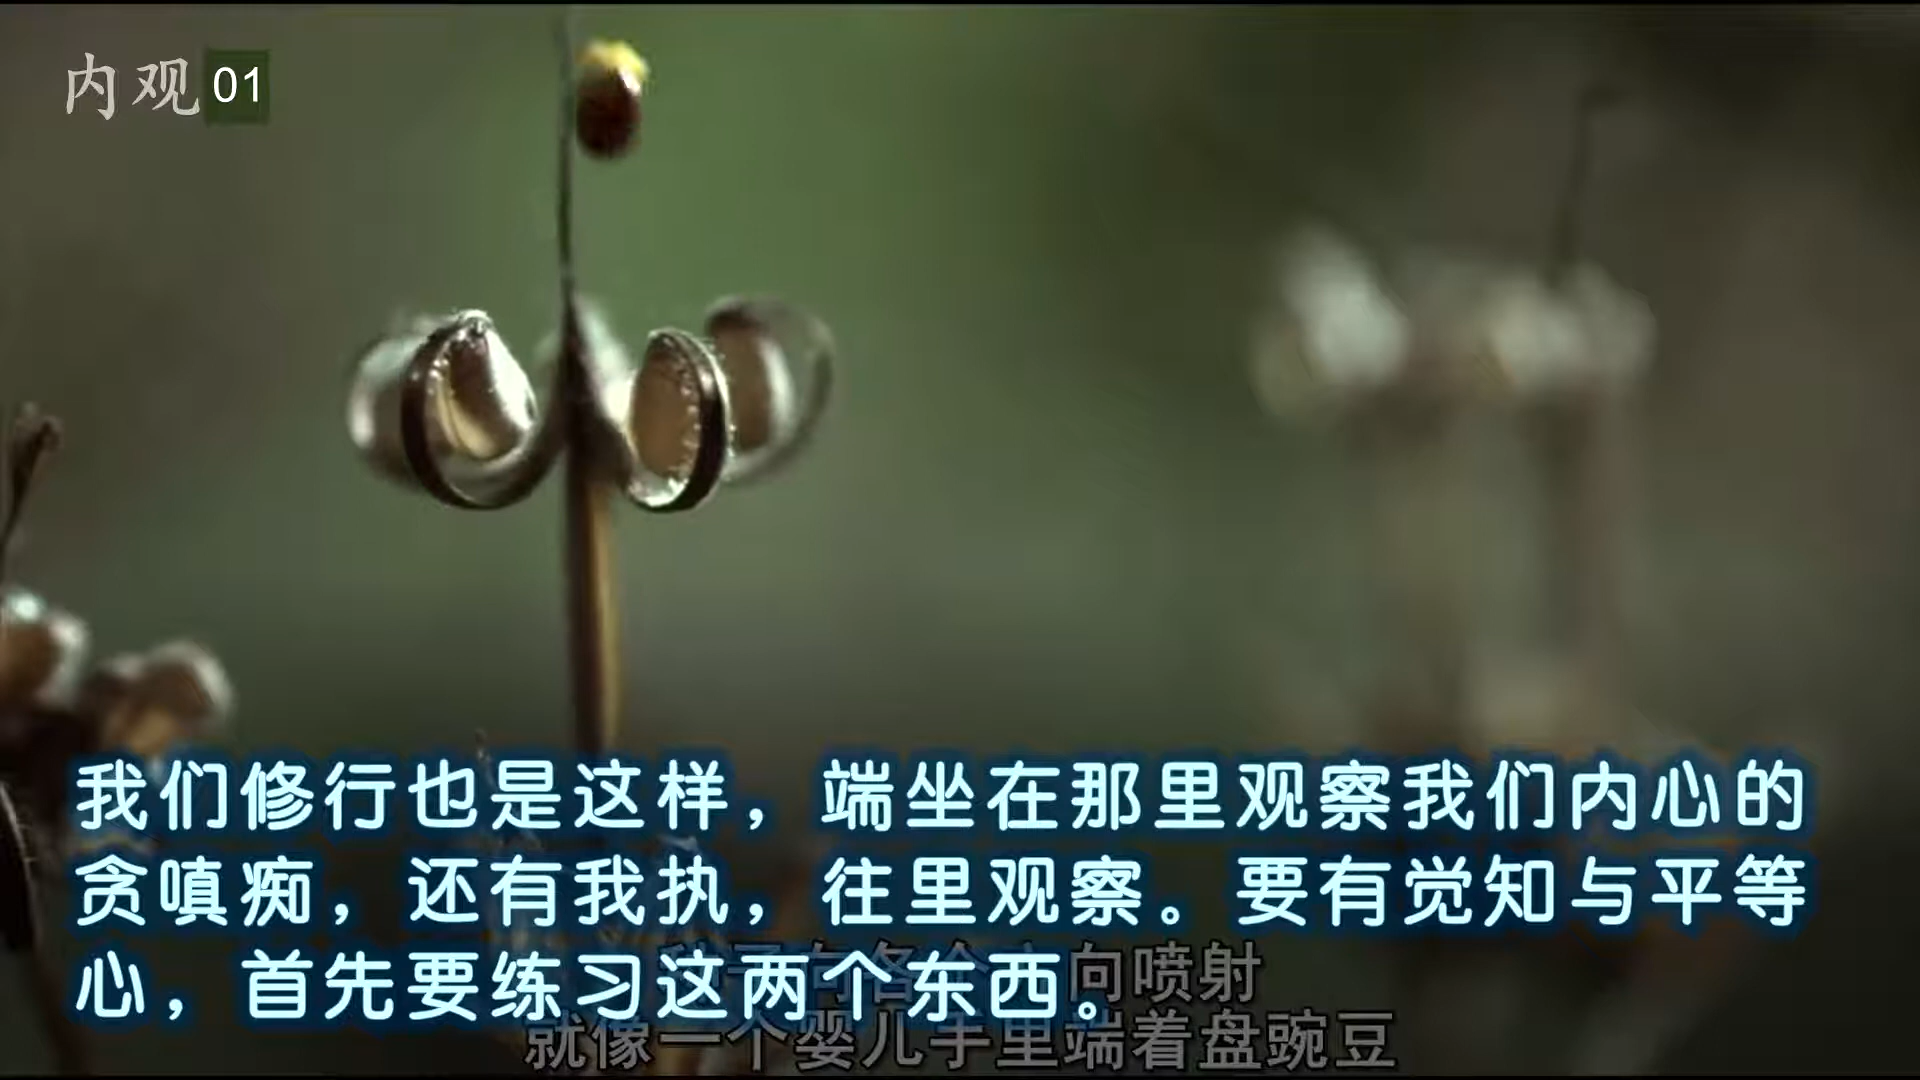 内观01
我们修行也是这样，端坐在那里观察我们内心的
贪嗔痴，还有我执，往里观察。要有觉知与平等
心，首先要练习这两个东西。
向喷射
就像一个婴儿手里端着盘豌豆